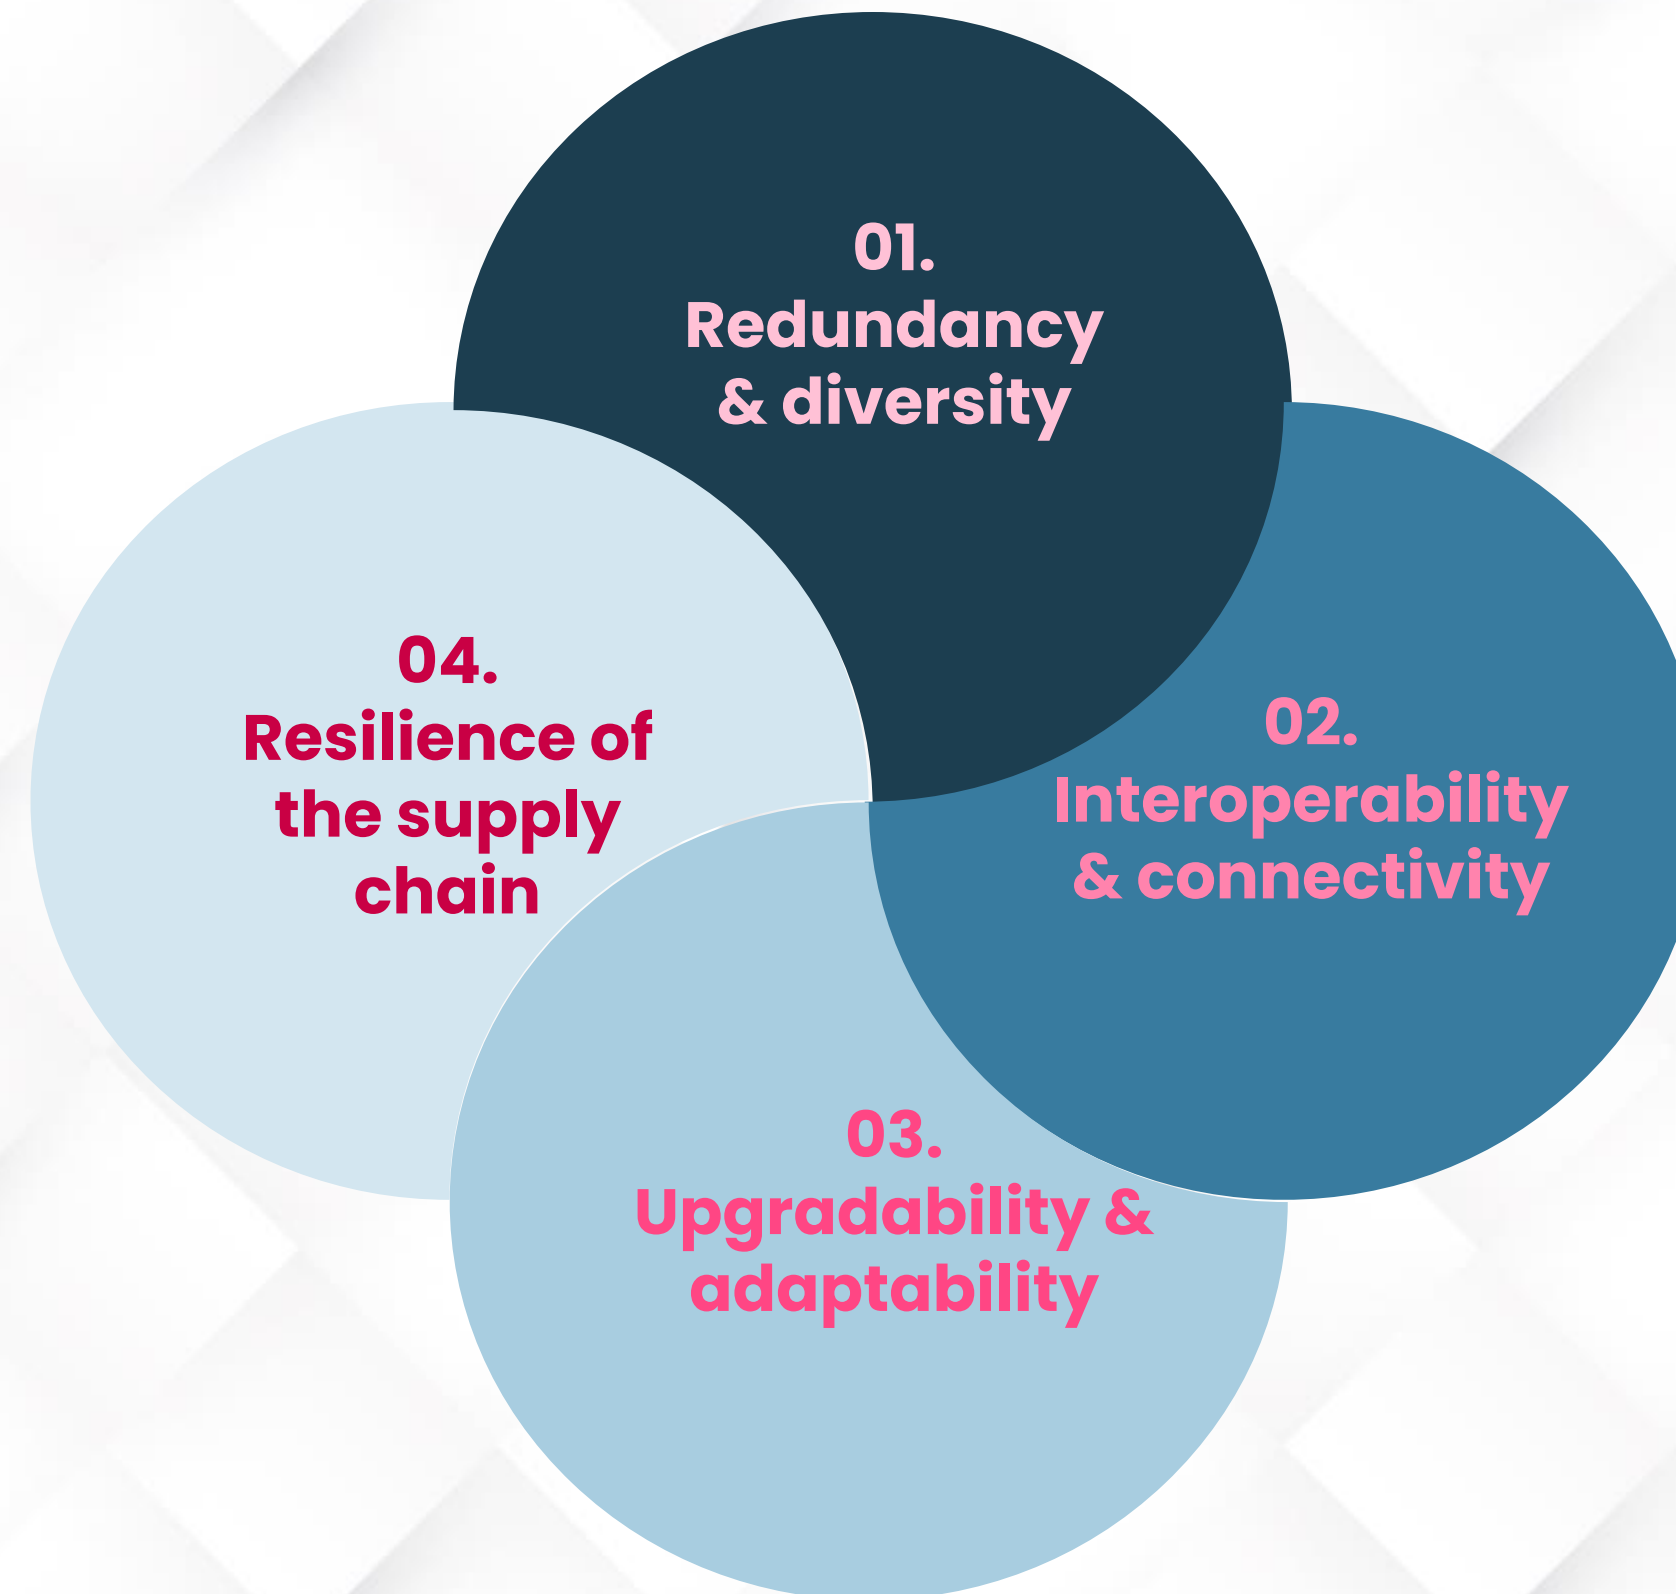 01.
Redundancy
& diversity
02.
Interoperability
& connectivity
03.
Upgradability &
adaptability
04.
Resilience of
the supply
chain